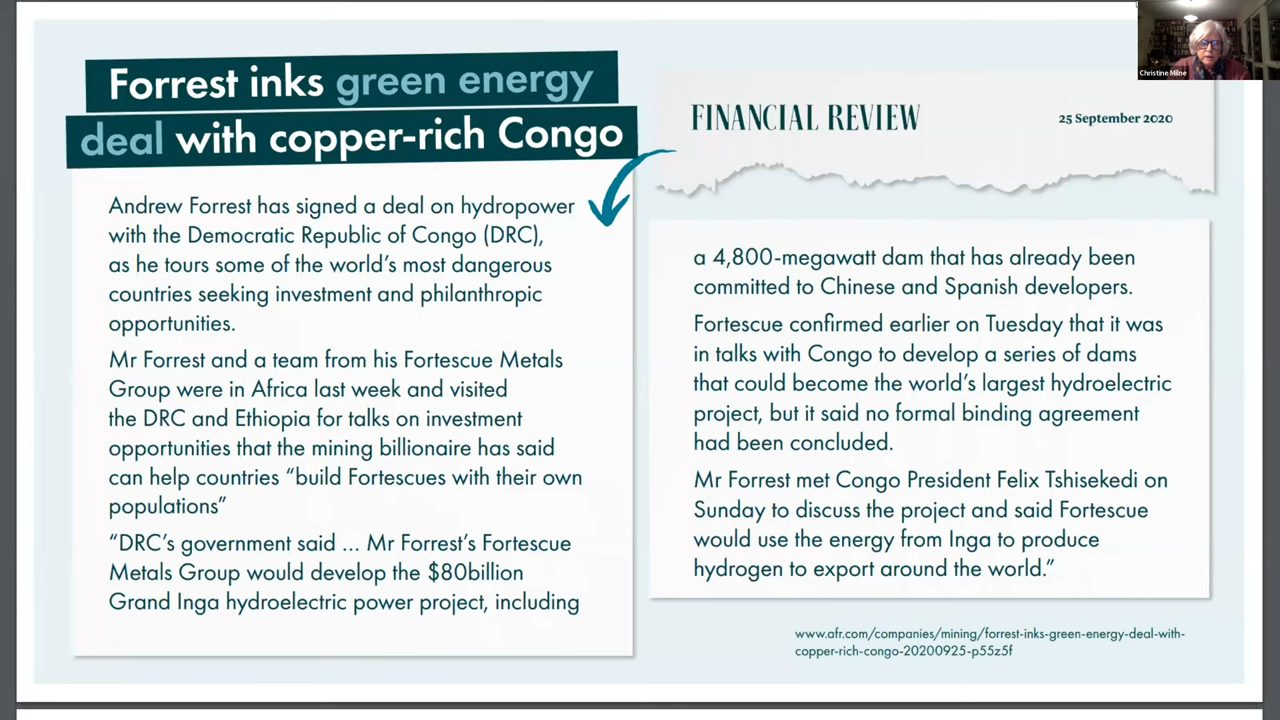 Forrest inks green energy
deal with copper-rich Congo
FINANCIAL REVIEW
25 September 2020
Christine Milne
Andrew Forrest has signed a deal on hydropower
with the Democratic Republic of Congo (DRC),
as he tours some of the world’s most dangerous
countries seeking investment and philanthropic
opportunities.
Mr Forrest and a team from his Fortescue Metals
Group were in Africa last week and visited
the DRC and Ethiopia for talks on investment
opportunities that the mining billionaire has said
can help countries “build Fortescues with their own
populations”
“DRC’s government said ... Mr Forrest’s Fortescue
Metals Group would develop the $80billion
Grand Inga hydroelectric power project, including
a 4,800-megawatt dam that has already been
committed to Chinese and Spanish developers.
Fortescue confirmed earlier on Tuesday that it was
in talks with Congo to develop a series of dams
that could become the world’s largest hydroelectric
project, but it said no formal binding agreement
had been concluded.
Mr Forrest met Congo President Felix Tshisekedi on
Sunday to discuss the project and said Fortescue
would use the energy from Inga to produce
hydrogen to export around the world.”
www.afr.com/companies/mining/forrest-inks-green-energy-deal-with-
copper-rich-congo-20200925-p55z5f